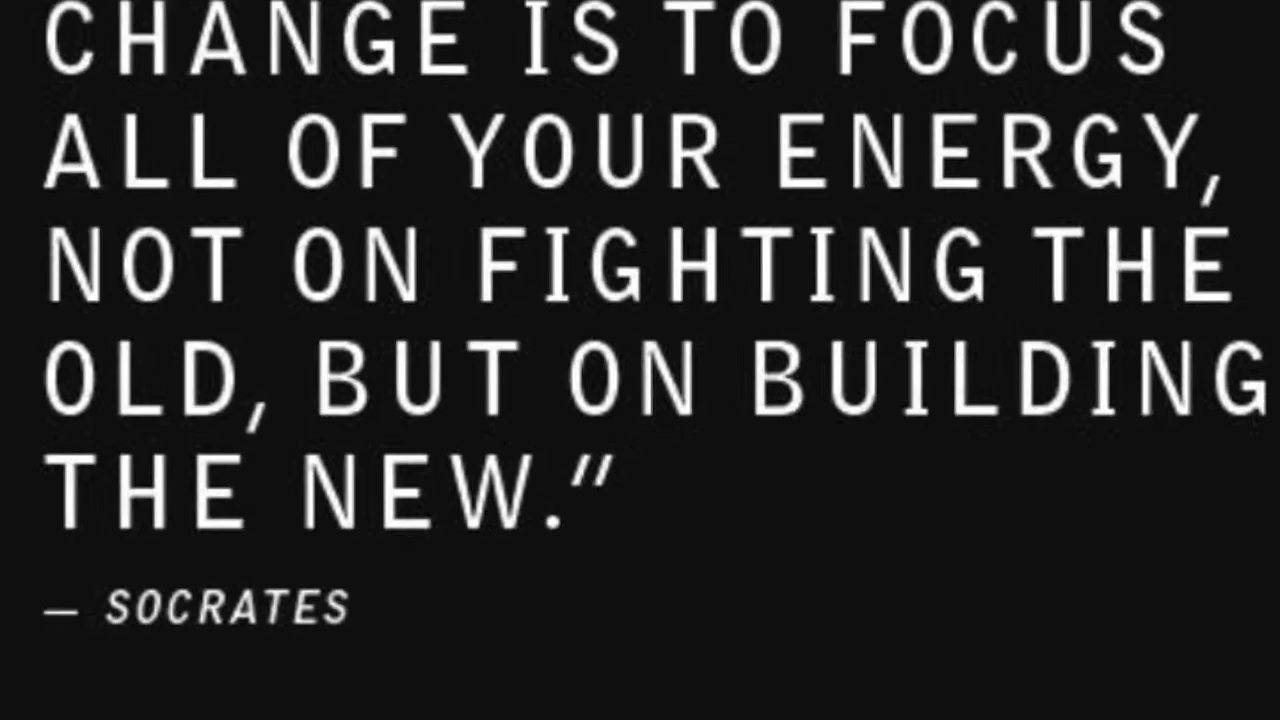 CHANGE IS TO FOCUS
ALL OF YOUR ENERGY,
NOT ON FIGHTING THE
OLD, BUT ON BUILDING
THE NEW.”
— SOCRATES